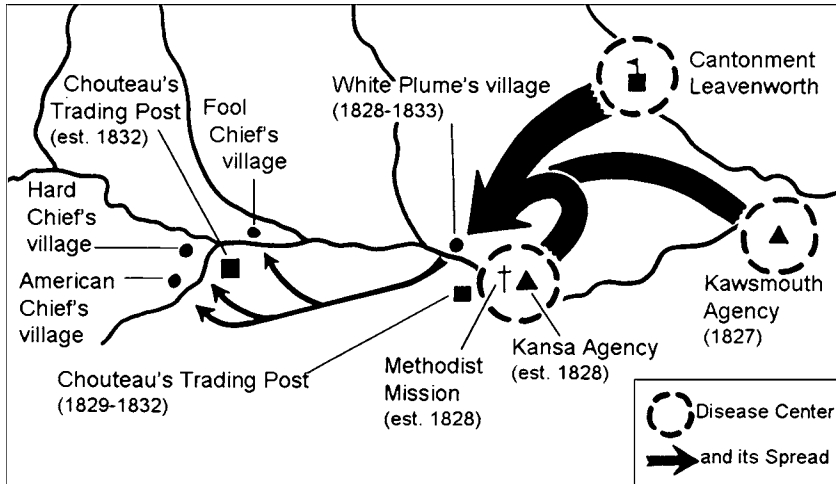 Chouteau's
Trading Post
(est. 1832)
Fool
Chief's
village
White Plume's village
(1828-1833)
Cantonment
Leavenworth
Hard
Chief's
village
American
Chief's
village
Kawsmouth
Agency
(1827)
Chouteau's Trading Post
(1829-1832)
Methodist
Mission
(est. 1828)
Kansa Agency
(est. 1828)
Disease Center
and its Spread